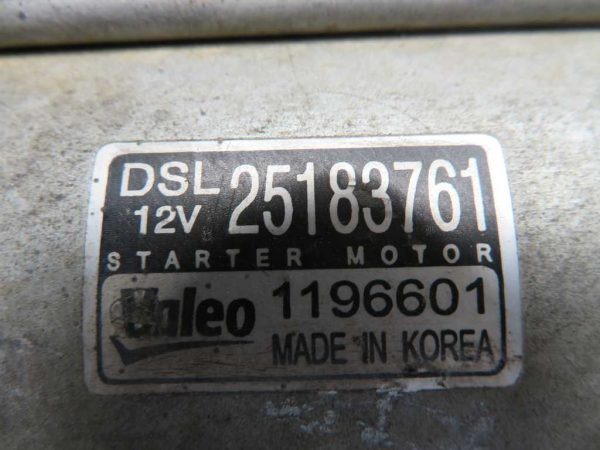 DSL 25183761
12V
STARTER MOTOR
Valeo 1196601
MADE IN KOREA